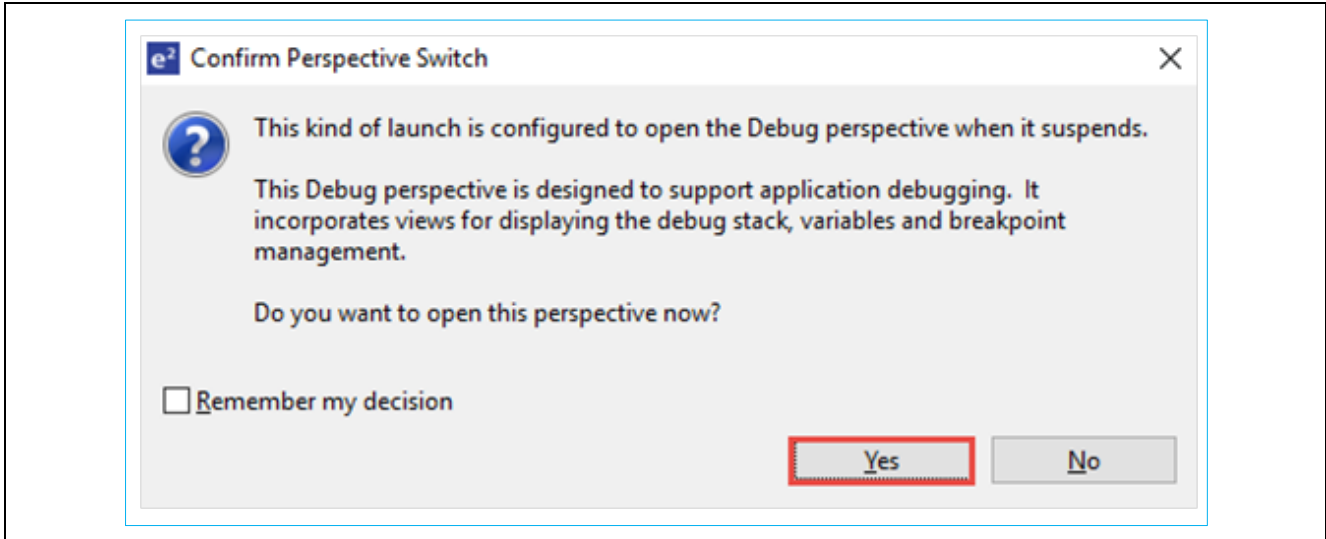 e² Confirm Perspective Switch
This kind of launch is configured to open the Debug perspective when it suspends.
This Debug perspective is designed to support application debugging. It
incorporates views for displaying the debug stack, variables and breakpoint
management.
Do you want to open this perspective now?
Remember my decision
Yes No